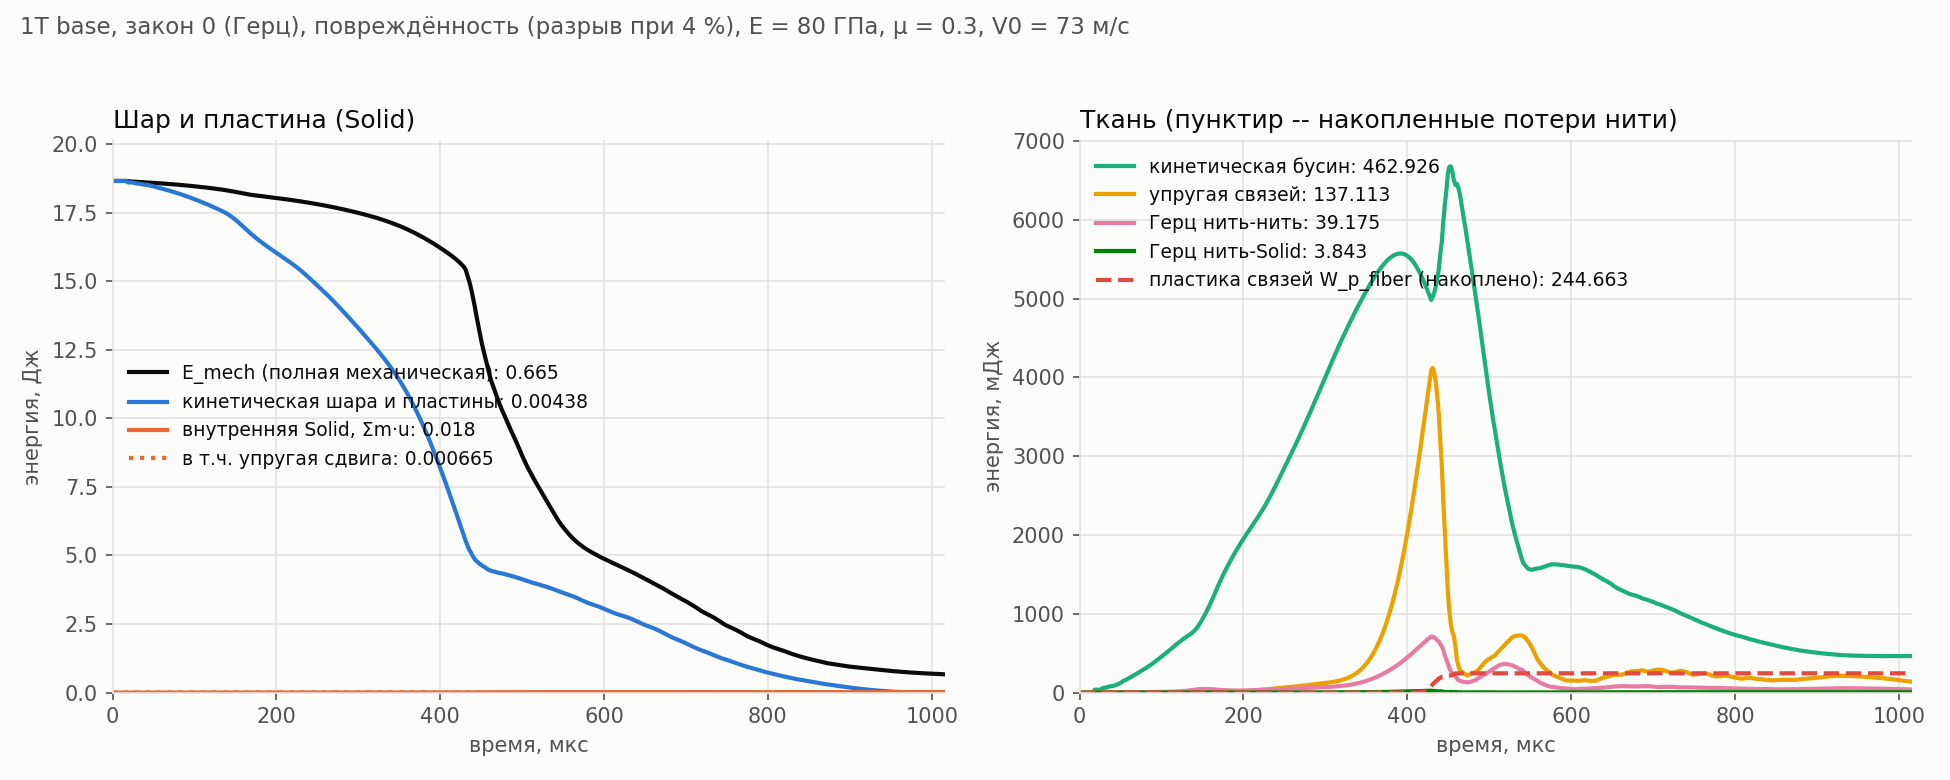 1T base, закон 0 (Герц), повреждённость (разрыв при 4 %), E = 80 ГПа, μ = 0.3, V0 = 73 м/с
Шар и пластина (Solid)
энергия, Дж
20.0
17.5
15.0
12.5
10.0
7.5
5.0
2.5
0.0
E_mech (полная механическая): 0.665
кинетическая шара и пластины: 0.00438
внутренняя Solid, Σm·u: 0.018
в т.ч. упругая сдвига: 0.000665
0 200 400 600 800 1000
время, мкс
Ткань (пунктир -- накопленные потери нити)
энергия, мДж
7000
6000
5000
4000
3000
2000
1000
0
кинетическая бусин: 462.926
упругая связей: 137.113
Герц нить-нить: 39.175
Герц нить-Solid: 3.843
пластика связей W_p_fiber (накоплено): 244.663
0 200 400 600 800 1000
время, мкс